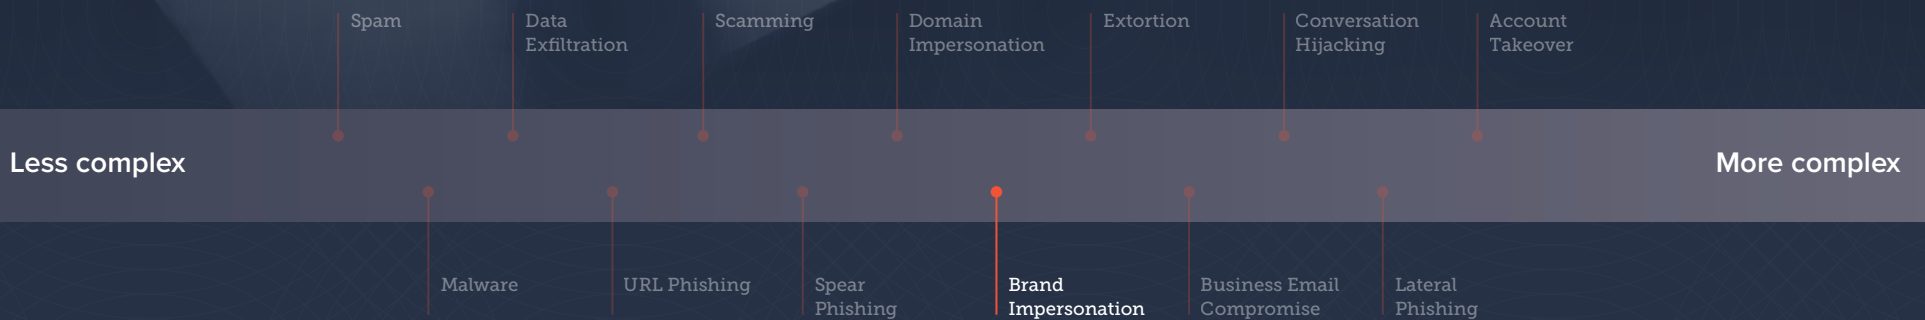 Spam
Data
Exfiltration
Scamming
Domain
Impersonation
Extortion
Conversation
Hijacking
Account
Takeover
Less complex
More complex
Malware
URL Phishing
Spear
Phishing
Brand
Impersonation
Business Email
Compromise
Lateral
Phishing